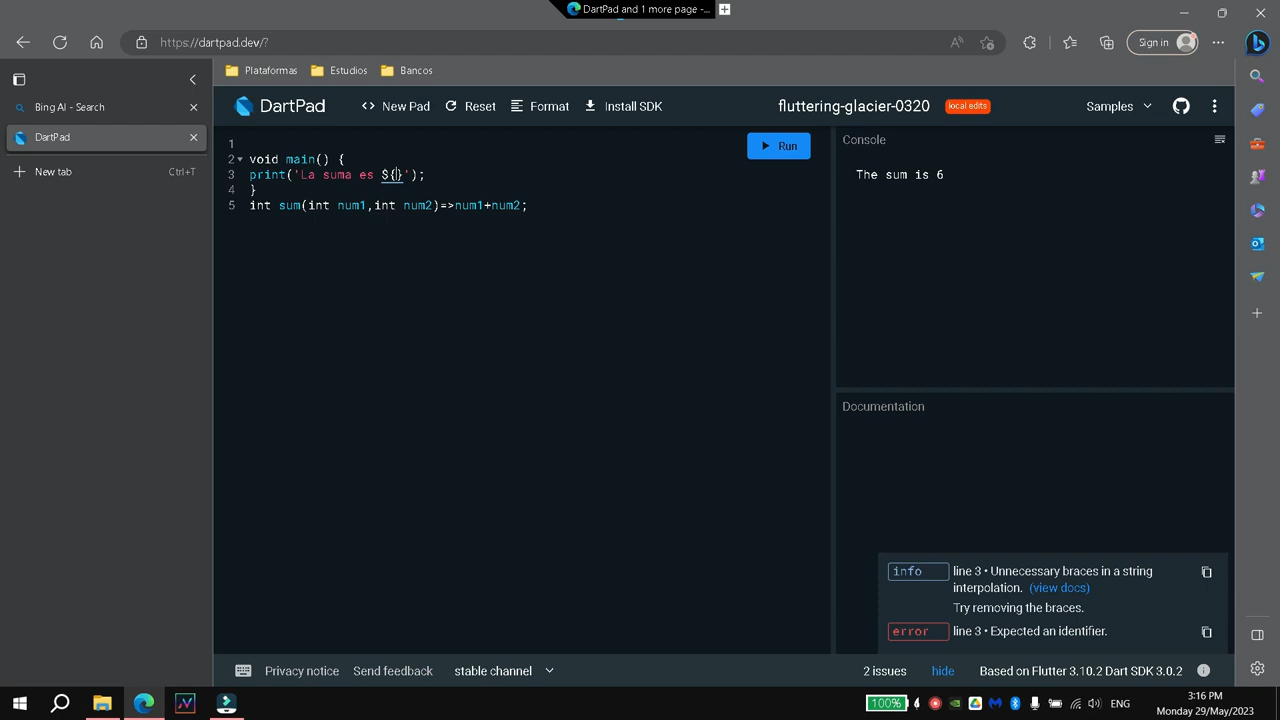 DartPad and 1 more page -...
https://dartpad.dev/?
Sign in
Plataformas
Estudios
Bancos
Bing AI - Search
DartPad
New tab
Ctrl+T
DartPad
New Pad
Reset
Format
Install SDK
fluttering-glacier-0320
local edits
Samples
1
2 void main() {
3 print('La suma es ${}');
4 }
5 int sum(int num1,int num2)=>num1+num2;
Run
Console
The sum is 6
Documentation
info
line 3 • Unnecessary braces in a string
interpolation. (view docs)
Try removing the braces.
error
line 3 • Expected an identifier.
Privacy notice
Send feedback
stable channel
2 issues
hide
Based on Flutter 3.10.2 Dart SDK 3.0.2
100%
ENG
3:16 PM
Monday 29/May/2023